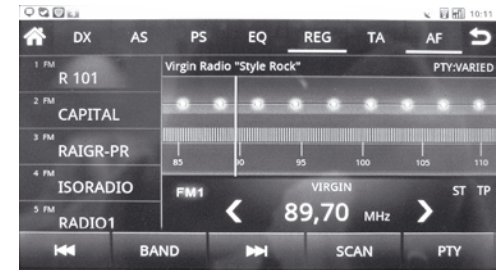 10:11
DX AS PS EQ REG TA AF
1 FM
R 101
2 FM
CAPITAL
3 FM
RAIGR-PR
4 FM
ISORADIO
5 FM
RADIO1
Virgin Radio "Style Rock" PTY:VARIED
85 90 95 100 105 110
FM1 VIRGIN ST TP
89,70 MHz
BAND SCAN PTY